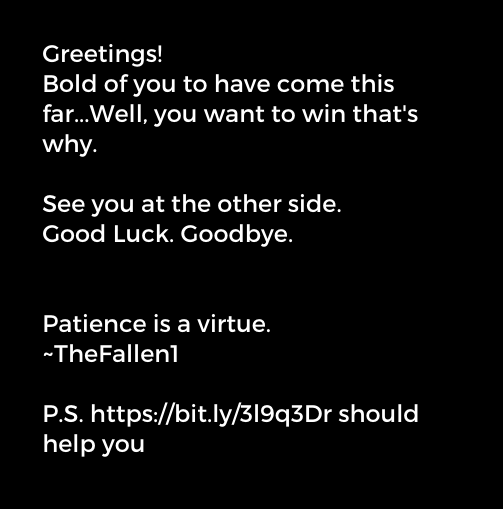 Greetings!
Bold of you to have come this
far...Well, you want to win that's
why.
See you at the other side.
Good Luck. Goodbye.
Patience is a virtue.
~TheFallen1
P.S. https://bit.ly/3l9q3Dr should
help you